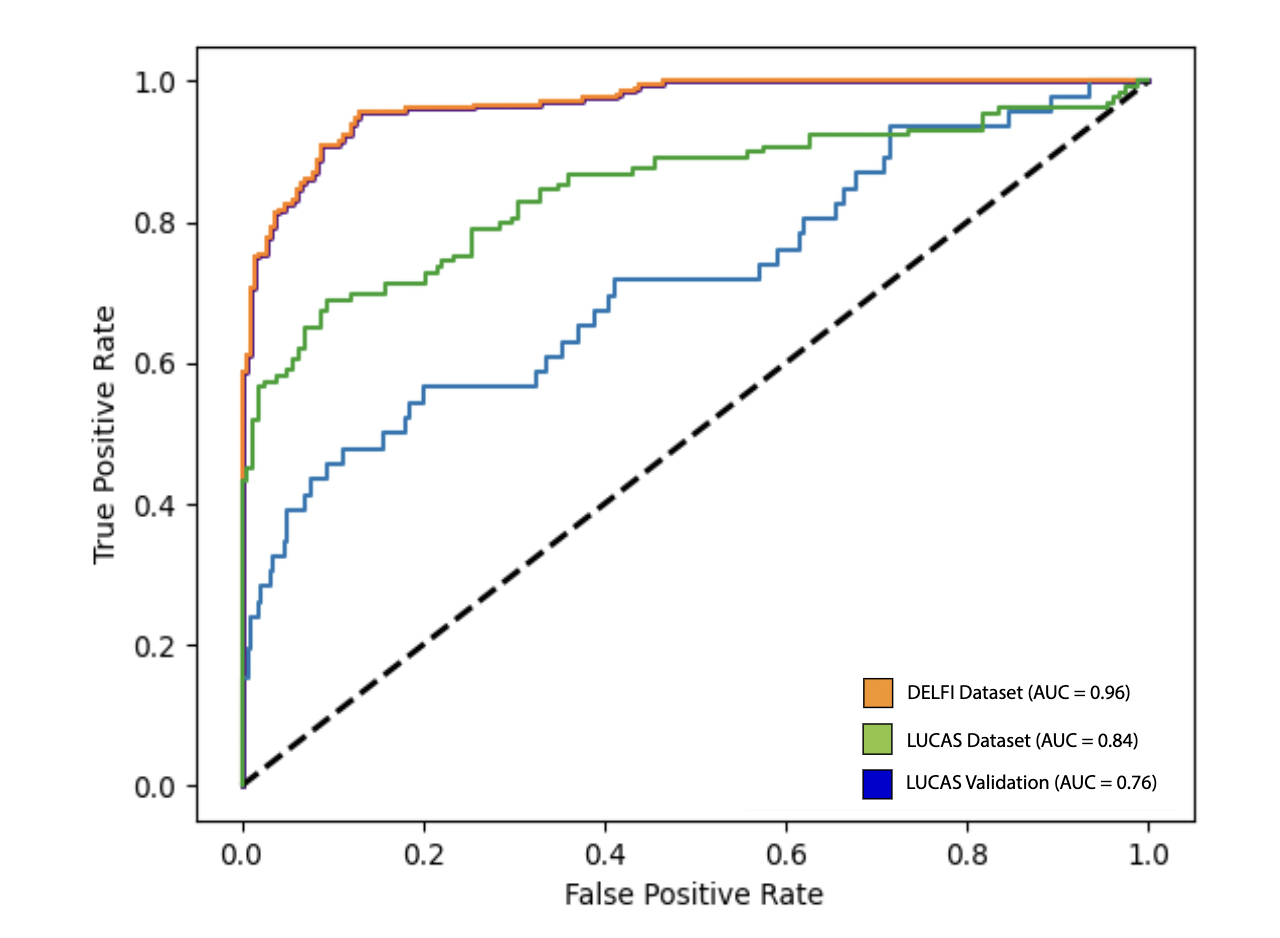 1.0
0.8
0.6
0.4
0.2
0.0
True Positive Rate
DELFI Dataset (AUC = 0.96)
LUCAS Dataset (AUC = 0.84)
LUCAS Validation (AUC = 0.76)
0.0 0.2 0.4 0.6 0.8 1.0
False Positive Rate